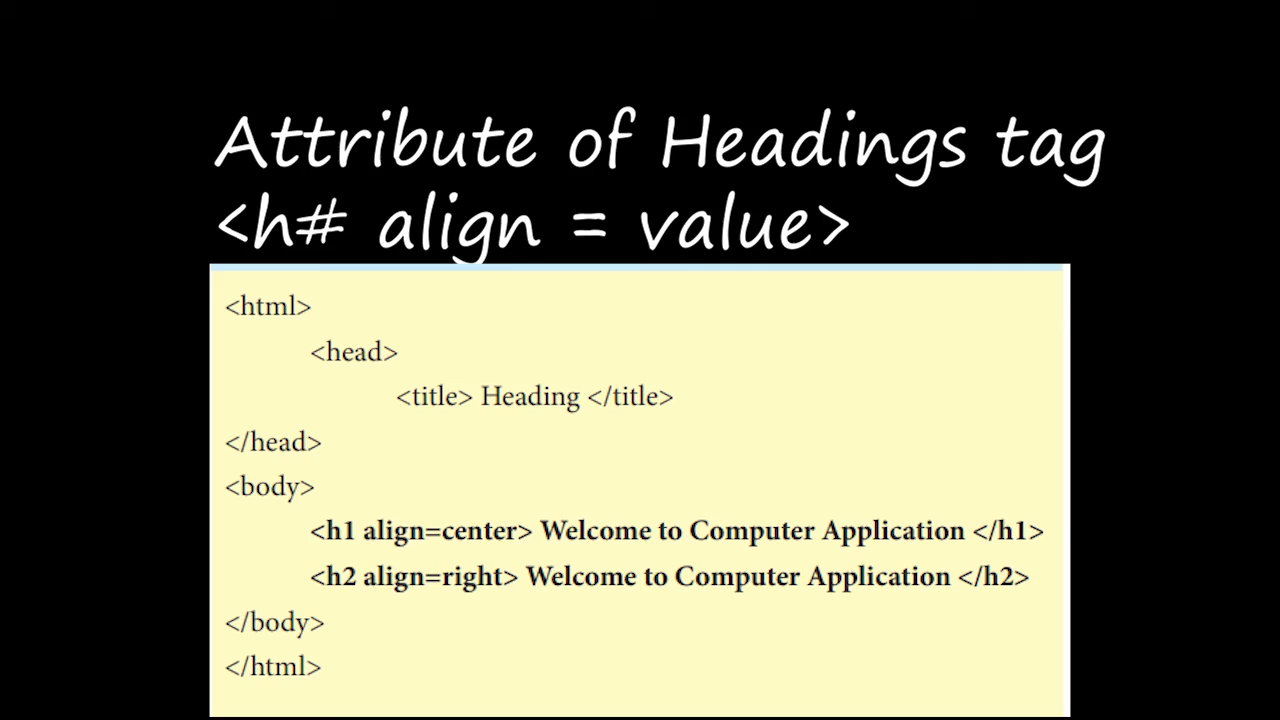 Attribute of Headings tag
<h# align = value>
<html>
<head>
<title> Heading </title>
</head>
<body>
<h1 align=center> Welcome to Computer Application </h1>
<h2 align=right> Welcome to Computer Application </h2>
</body>
</html>